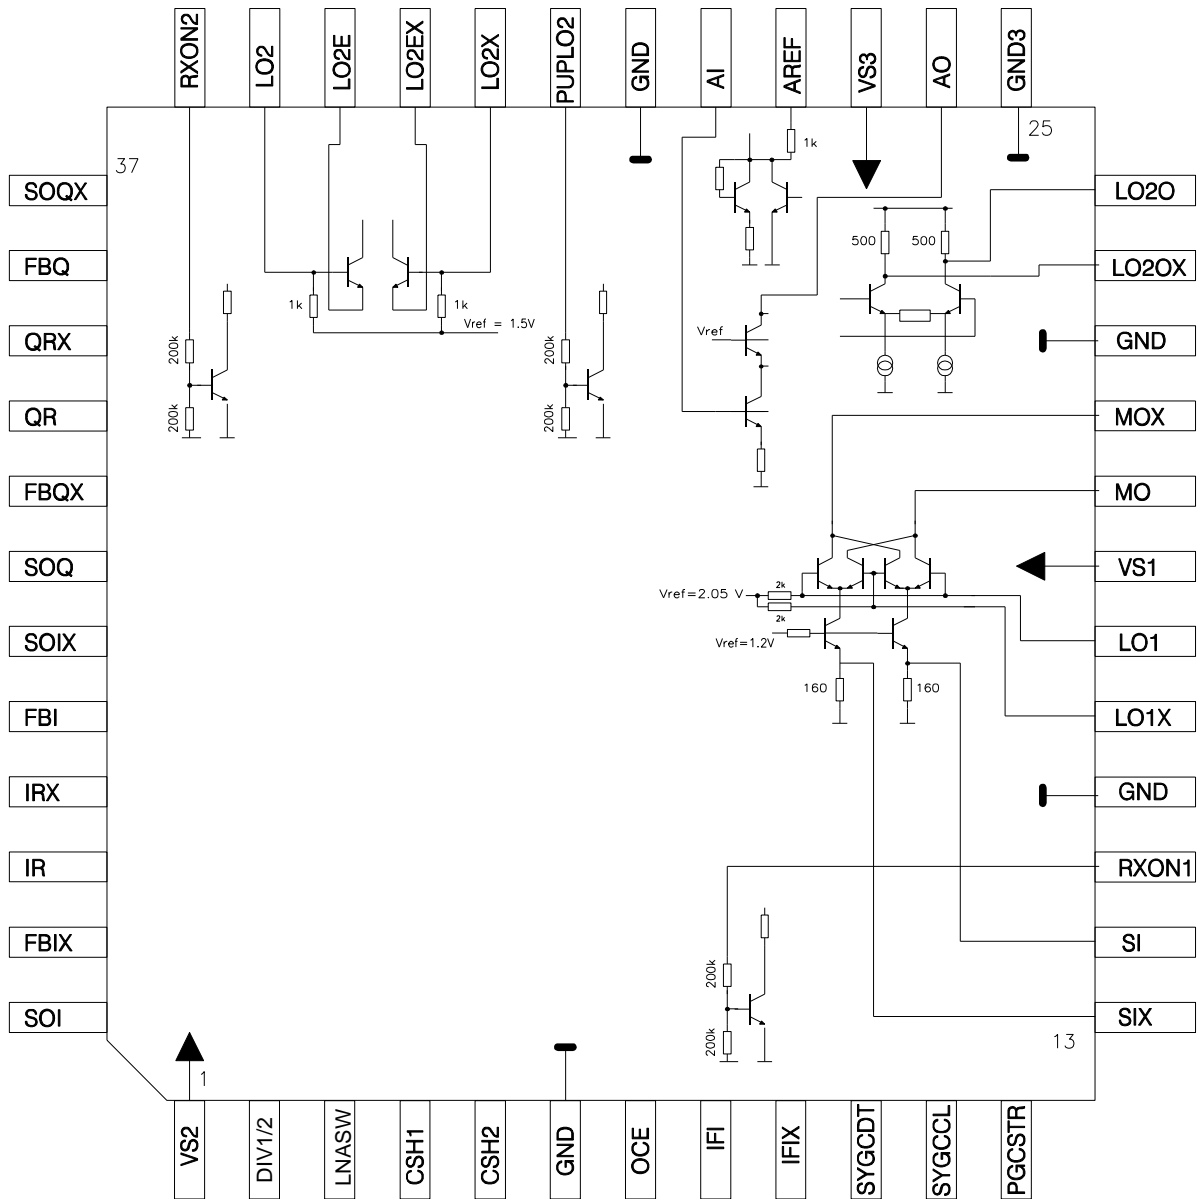 RXON2
LO2
LO2E
LO2EX
LO2X
PUPLO2
GND
AI
AREF
VS3
AO
GND3
37
25
1k
SOQX
LO2O
FBQ
500
500
LO2OX
1k
1k
Vref = 1.5V
QRX
200k
200k
Vref
GND
QR
200k
200k
MOX
FBQX
MO
SOQ
VS1
2k
Vref=2.05 V
2k
SOIX
Vref=1.2V
LO1
160
160
FBI
LO1X
IRX
GND
IR
RXON1
FBIX
SI
200k
SOI
SIX
200k
13
1
VS2
DIV1/2
LNASW
CSH1
CSH2
GND
OCE
IFI
IFIX
SYGCDT
SYGCCL
PGCSTR